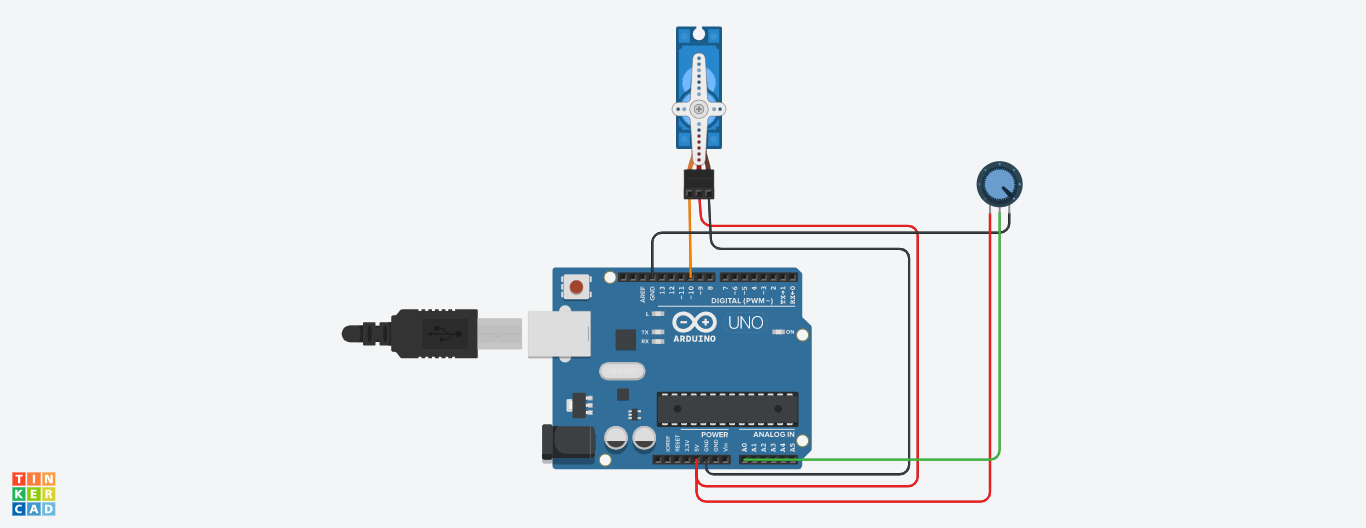 AREF
GND
13
12
~11
~10
~9
8
7
~6
~5
4
~3
2
TX→1
RX←0
DIGITAL (PWM~)
L
TX
RX
UNO
ARDUINO
ON
POWER
ANALOG IN
IOREF
RESET
3.3V
5V
GND
GND
Vin
A0
A1
A2
A3
A4
A5
TIN
KER
CAD